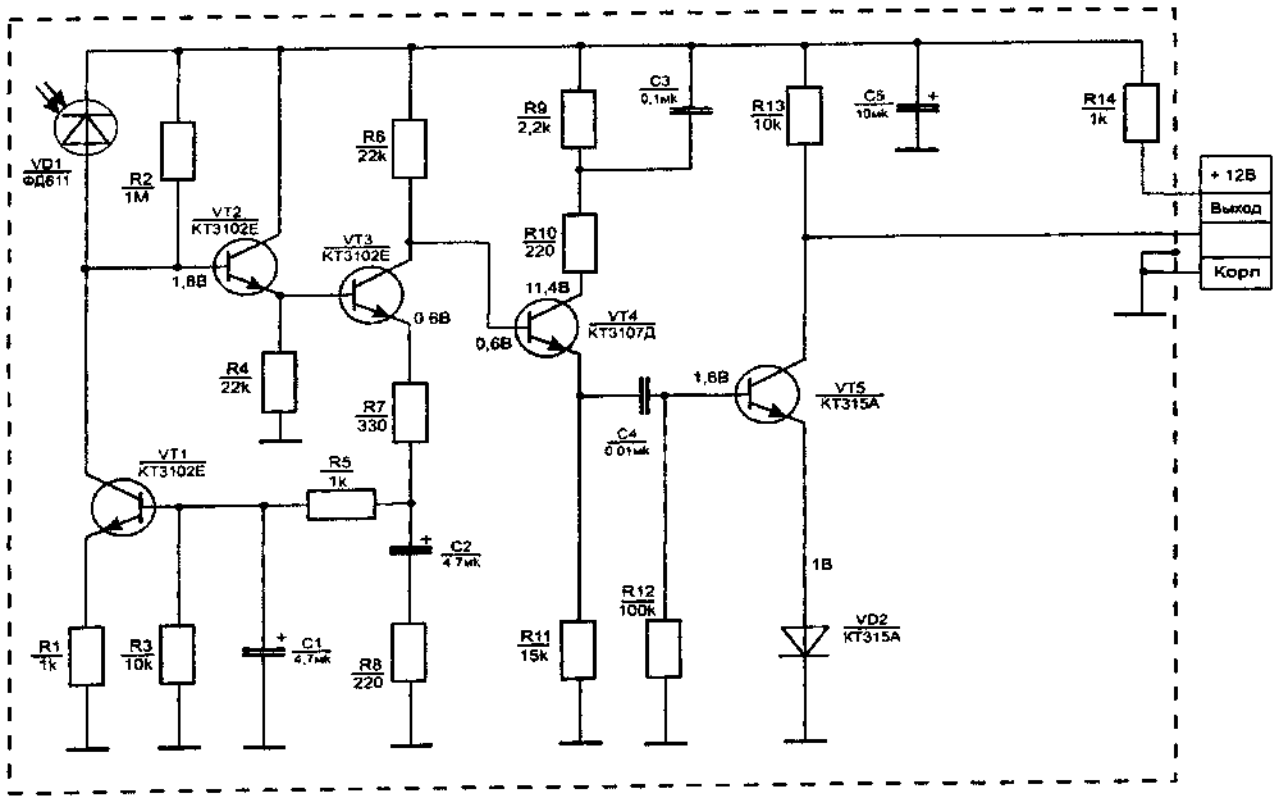 VD1
ФД611
R2
1М
VT2
КТ3102Е
1,8В
R4
22k
VT3
КТ3102Е
0 6В
R6
22k
R7
330
VT1
КТ3102Е
R5
1k
R1
1k
R3
10k
+
C1
4,7мк
+
C2
4 7мк
R8
220
R9
2,2k
C3
0,1мк
R10
220
11,4В
0,6В
VT4
КТ3107Д
C4
0 01мк
R11
15k
R12
100k
1,6В
R13
10k
VT5
КТ315А
1В
VD2
КТ315А
+
C6
10мк
R14
1k
+ 12В
Выход
Корп